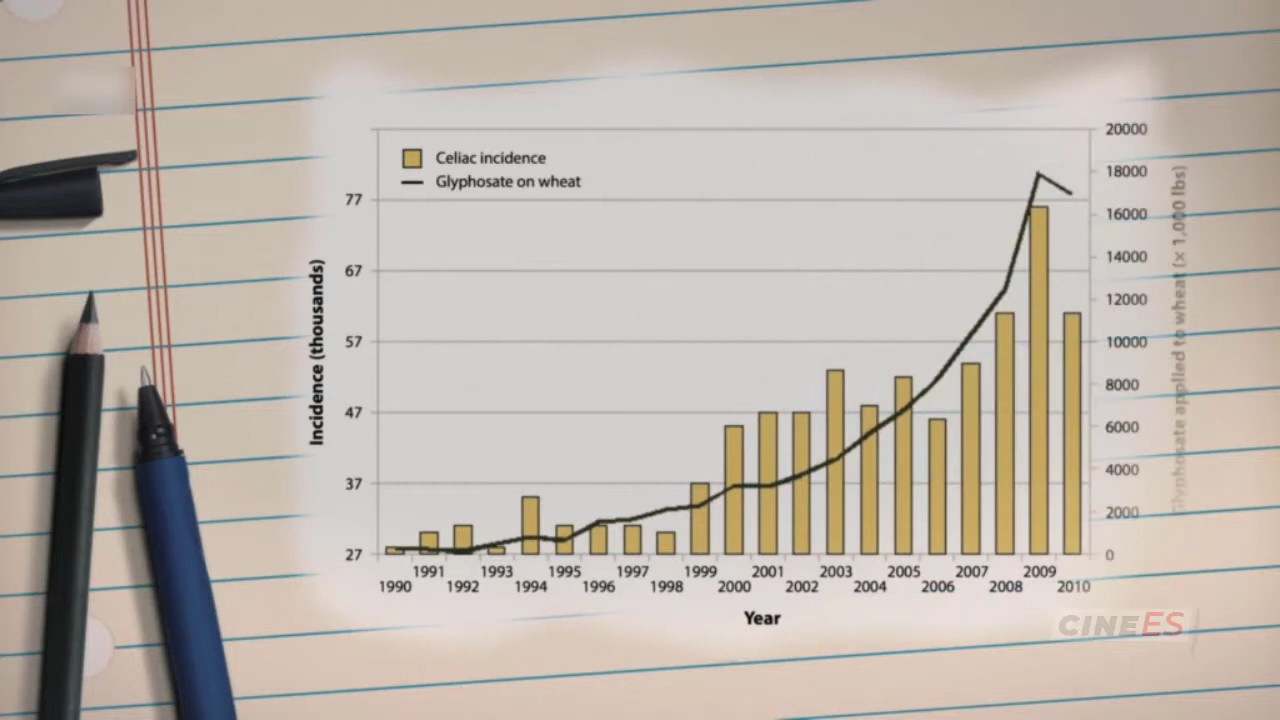 Celiac incidence
Glyphosate on wheat
Incidence (thousands)
77
67
57
47
37
27
20000
18000
16000
14000
12000
10000
8000
6000
4000
2000
0
Glyphosate applied to wheat (x 1,000 lbs)
1991 1993 1995 1997 1999 2001 2003 2005 2007 2009
1990 1992 1994 1996 1998 2000 2002 2004 2006 2008 2010
Year
CINEES